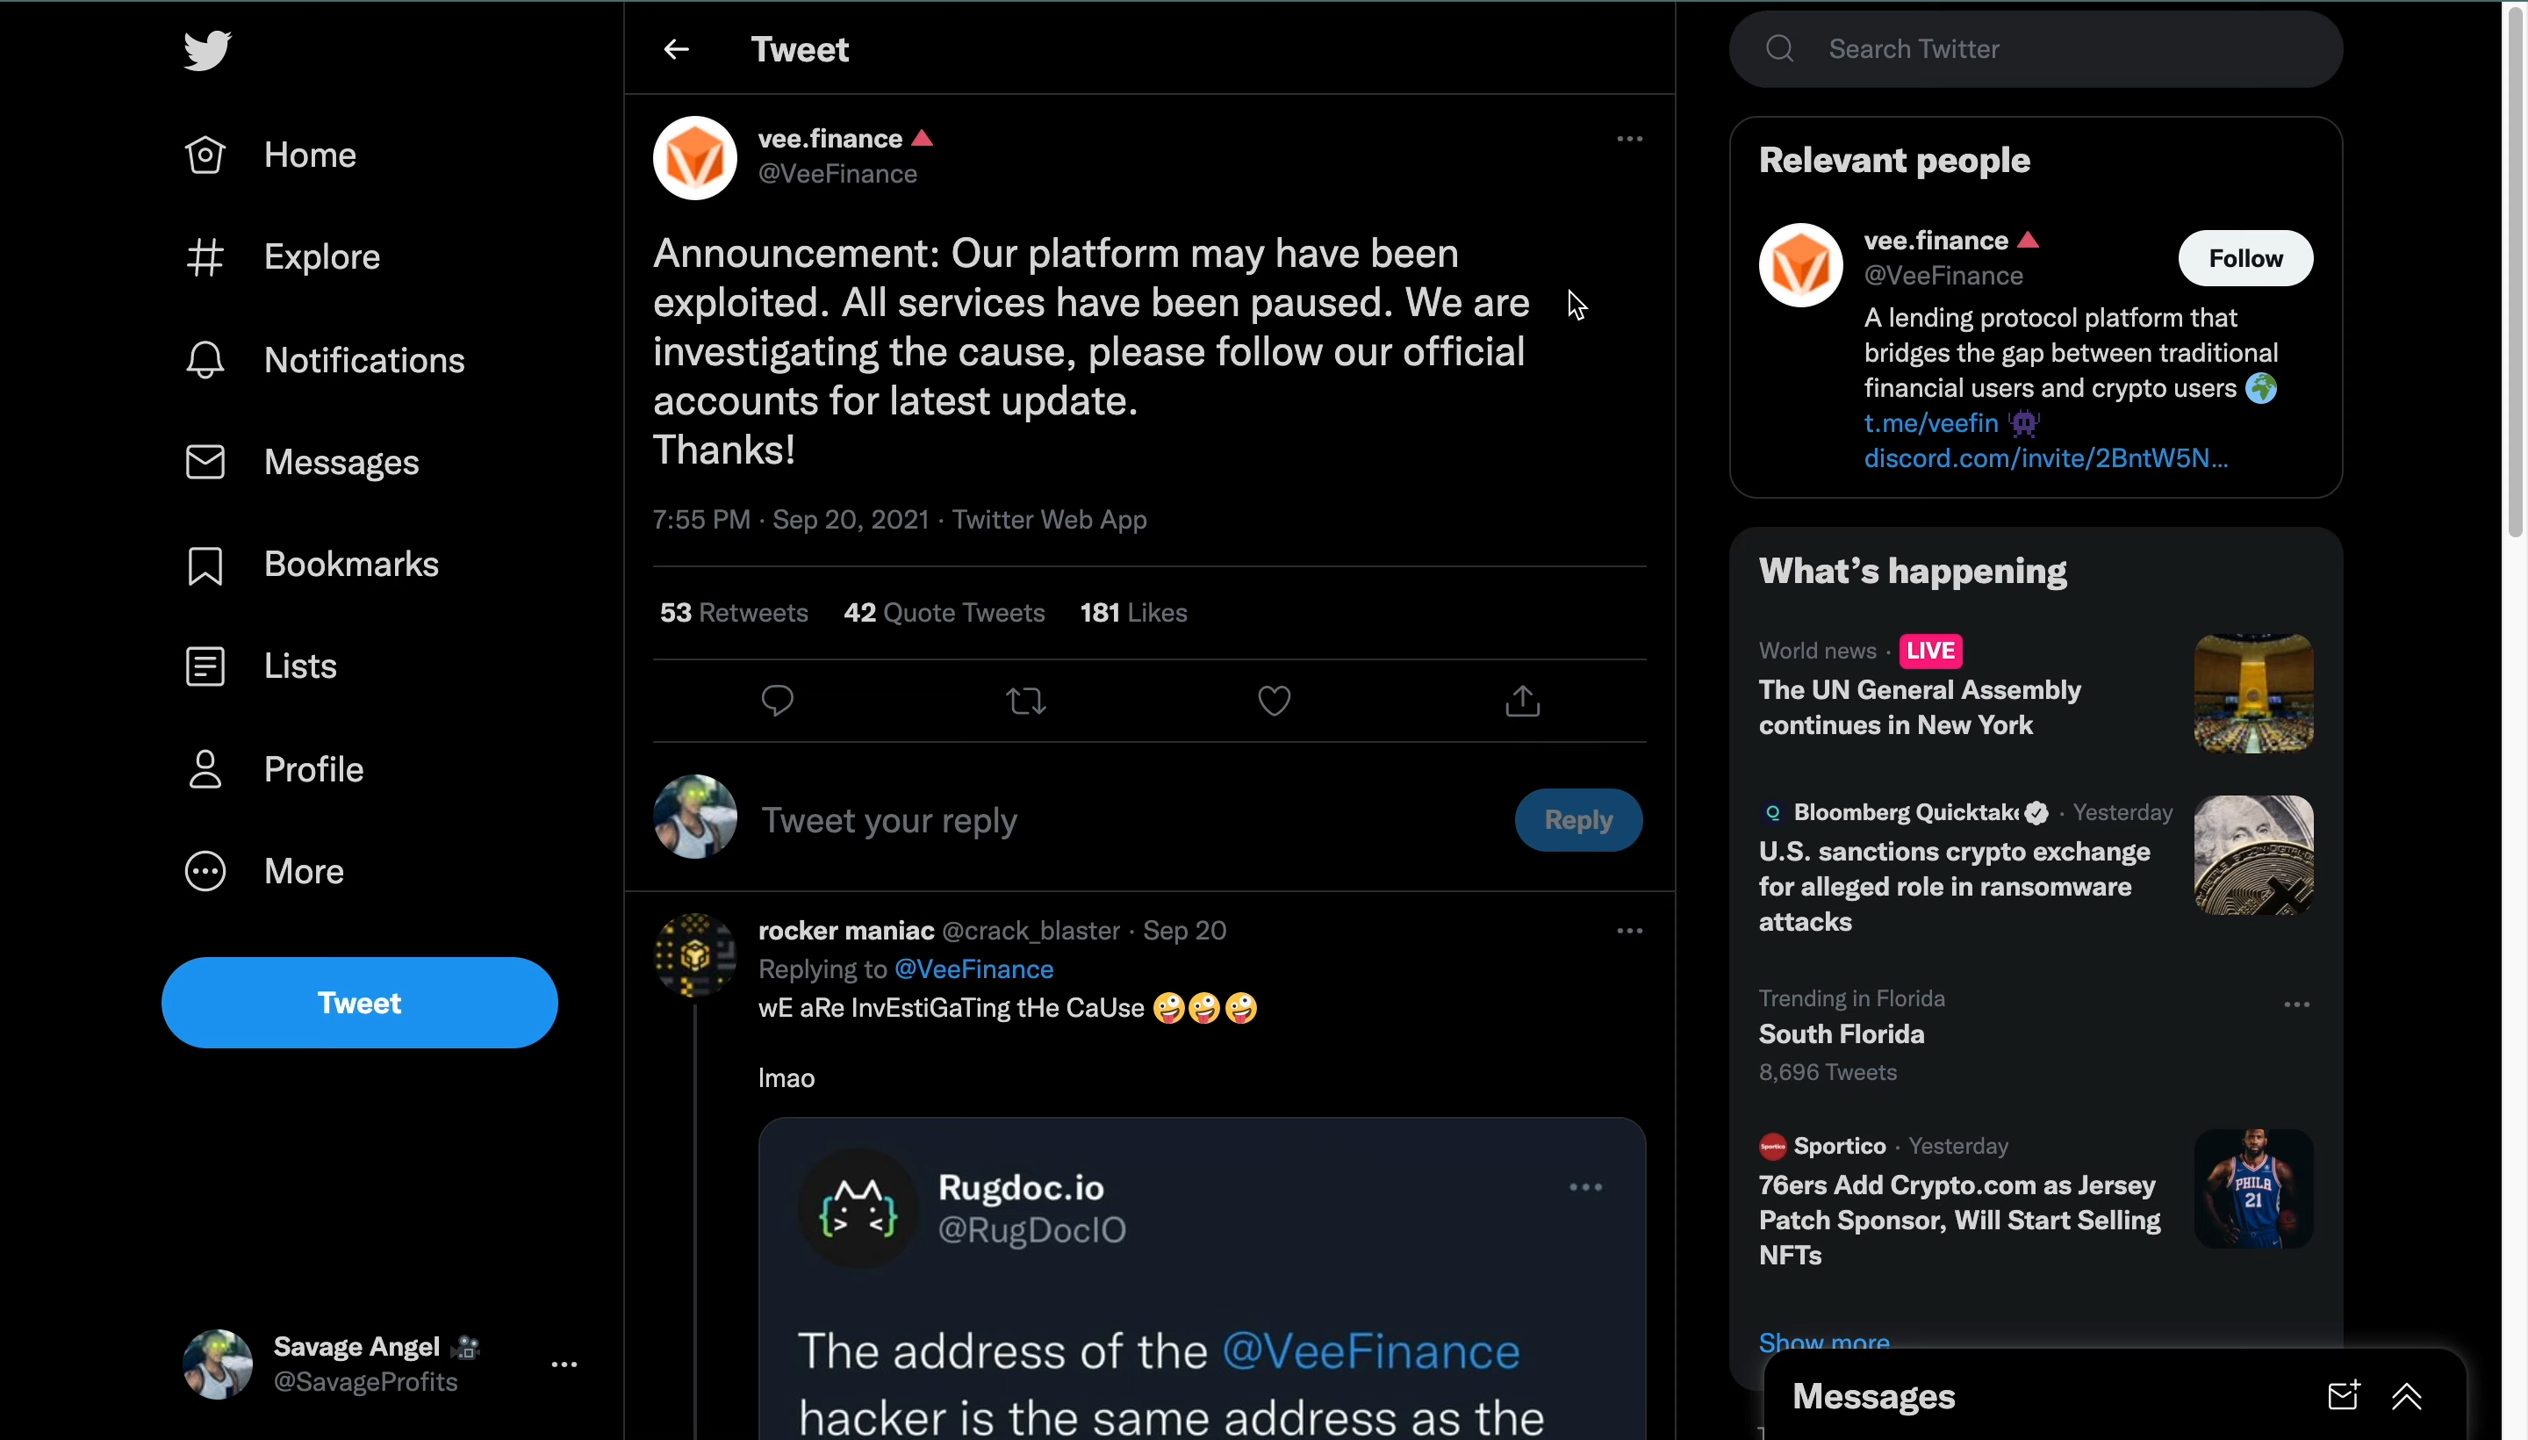 Home
Explore
Notifications
Messages
Bookmarks
Lists
Profile
More
Tweet
Savage Angel
@SavageProfits
Tweet
vee.finance
@VeeFinance
Announcement: Our platform may have been
exploited. All services have been paused. We are
investigating the cause, please follow our official
accounts for latest update.
Thanks!
7:55 PM · Sep 20, 2021 · Twitter Web App
53 Retweets 42 Quote Tweets 181 Likes
Tweet your reply
Reply
rocker maniac @crack_blaster · Sep 20
Replying to @VeeFinance
wE aRe InvEstiGaTing tHe CaUse 🤪🤪🤪
lmao
Rugdoc.io
@RugDocIO
The address of the @VeeFinance
hacker is the same address as the
Search Twitter
Relevant people
vee.finance
@VeeFinance
Follow
A lending protocol platform that
bridges the gap between traditional
financial users and crypto users 🌍
t.me/veefin 👾
discord.com/invite/2BntW5N...
What's happening
World news · LIVE
The UN General Assembly
continues in New York
Bloomberg Quicktake · Yesterday
U.S. sanctions crypto exchange
for alleged role in ransomware
attacks
Trending in Florida
South Florida
8,696 Tweets
Sportico · Yesterday
76ers Add Crypto.com as Jersey
Patch Sponsor, Will Start Selling
NFTs
PHILA
21
Show more
Messages